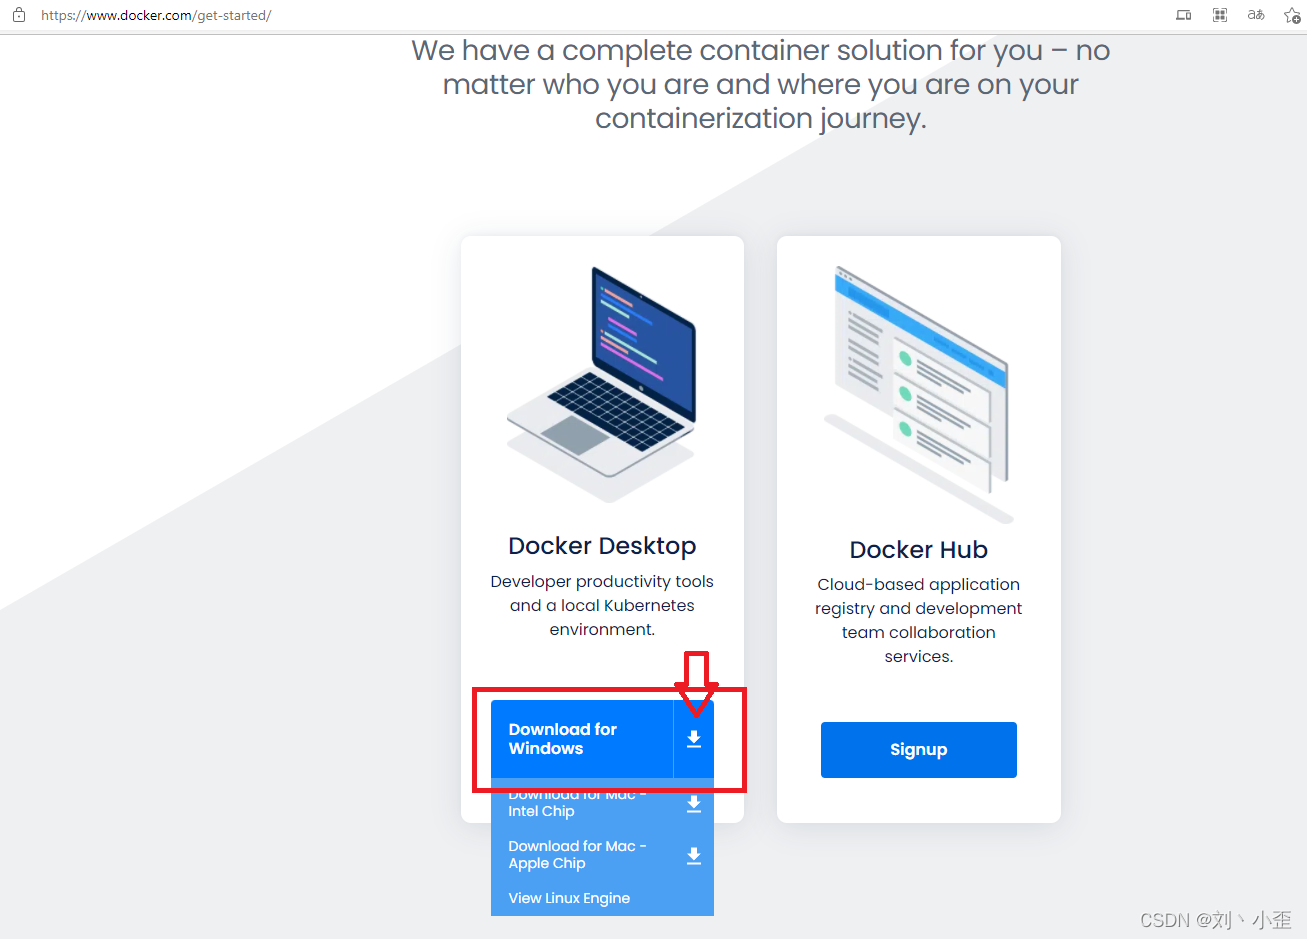 https://www.docker.com/get-started/
We have a complete container solution for you – no
matter who you are and where you are on your
containerization journey.
Docker Desktop
Developer productivity tools
and a local Kubernetes
environment.
Download for
Windows
Download for Mac -
Intel Chip
Download for Mac -
Apple Chip
View Linux Engine
Docker Hub
Cloud-based application
registry and development
team collaboration
services.
Signup
CSDN @刘丶小歪